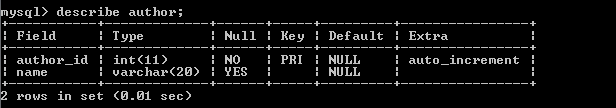 mysql> describe author;
+-----------+-------------+------+-----+---------+----------------+
| Field     | Type        | Null | Key | Default | Extra          |
+-----------+-------------+------+-----+---------+----------------+
| author_id | int(11)     | NO   | PRI | NULL    | auto_increment |
| name      | varchar(20) | YES  |     | NULL    |                |
+-----------+-------------+------+-----+---------+----------------+
2 rows in set (0.01 sec)